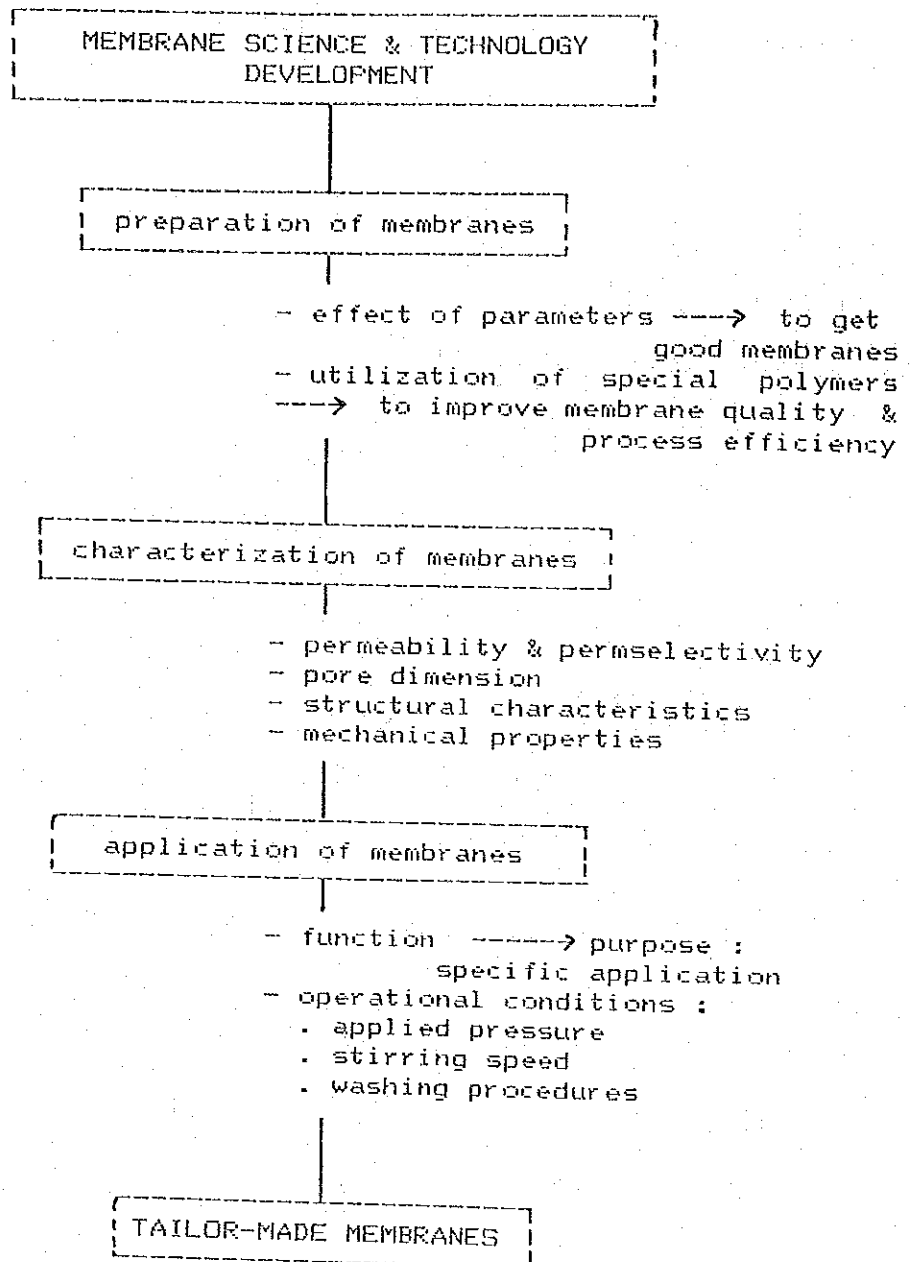 MEMBRANE SCIENCE & TECHNOLOGY
DEVELOPMENT
preparation of membranes
- effect of parameters ----> to get
good membranes
- utilization of special polymers
----> to improve membrane quality &
process efficiency
characterization of membranes
- permeability & permselectivity
- pore dimension
- structural characteristics
- mechanical properties
application of membranes
- function ------> purpose :
specific application
- operational conditions :
. applied pressure
. stirring speed
. washing procedures
TAILOR-MADE MEMBRANES